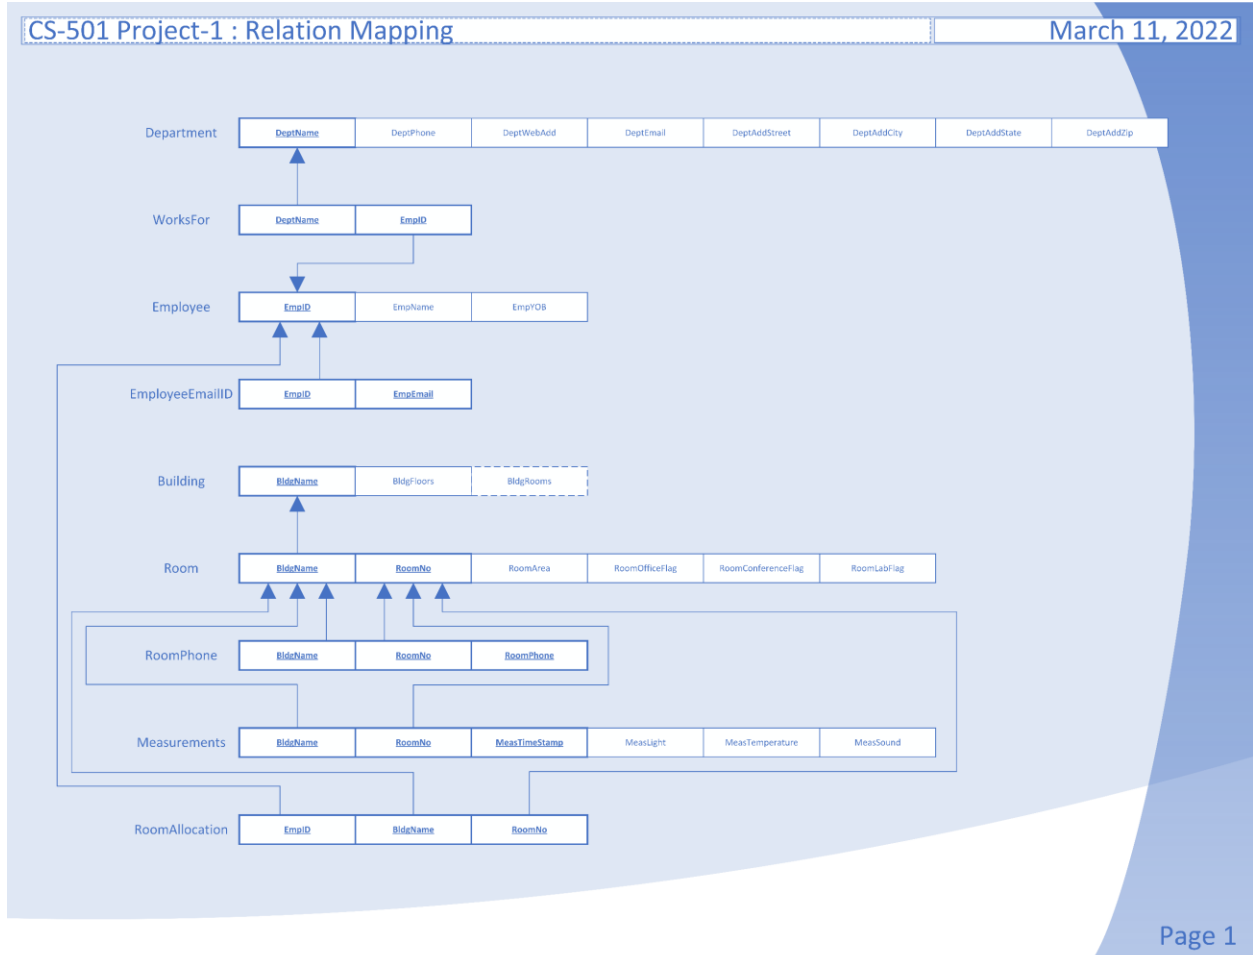 CS-501 Project-1 : Relation Mapping March 11, 2022
Department DeptName DeptPhone DeptWebAdd DeptEmail DeptAddStreet DeptAddCity DeptAddState DeptAddZip
WorksFor DeptName EmpID
Employee EmpID EmpName EmpYOB
EmployeeEmailID EmpID EmpEmail
Building BldgName BldgFloors BldgRooms
Room BldgName RoomNo RoomArea RoomOfficeFlag RoomConferenceFlag RoomLabFlag
RoomPhone BldgName RoomNo RoomPhone
Measurements BldgName RoomNo MeasTimeStamp MeasLight MeasTemperature MeasSound
RoomAllocation EmpID BldgName RoomNo
Page 1